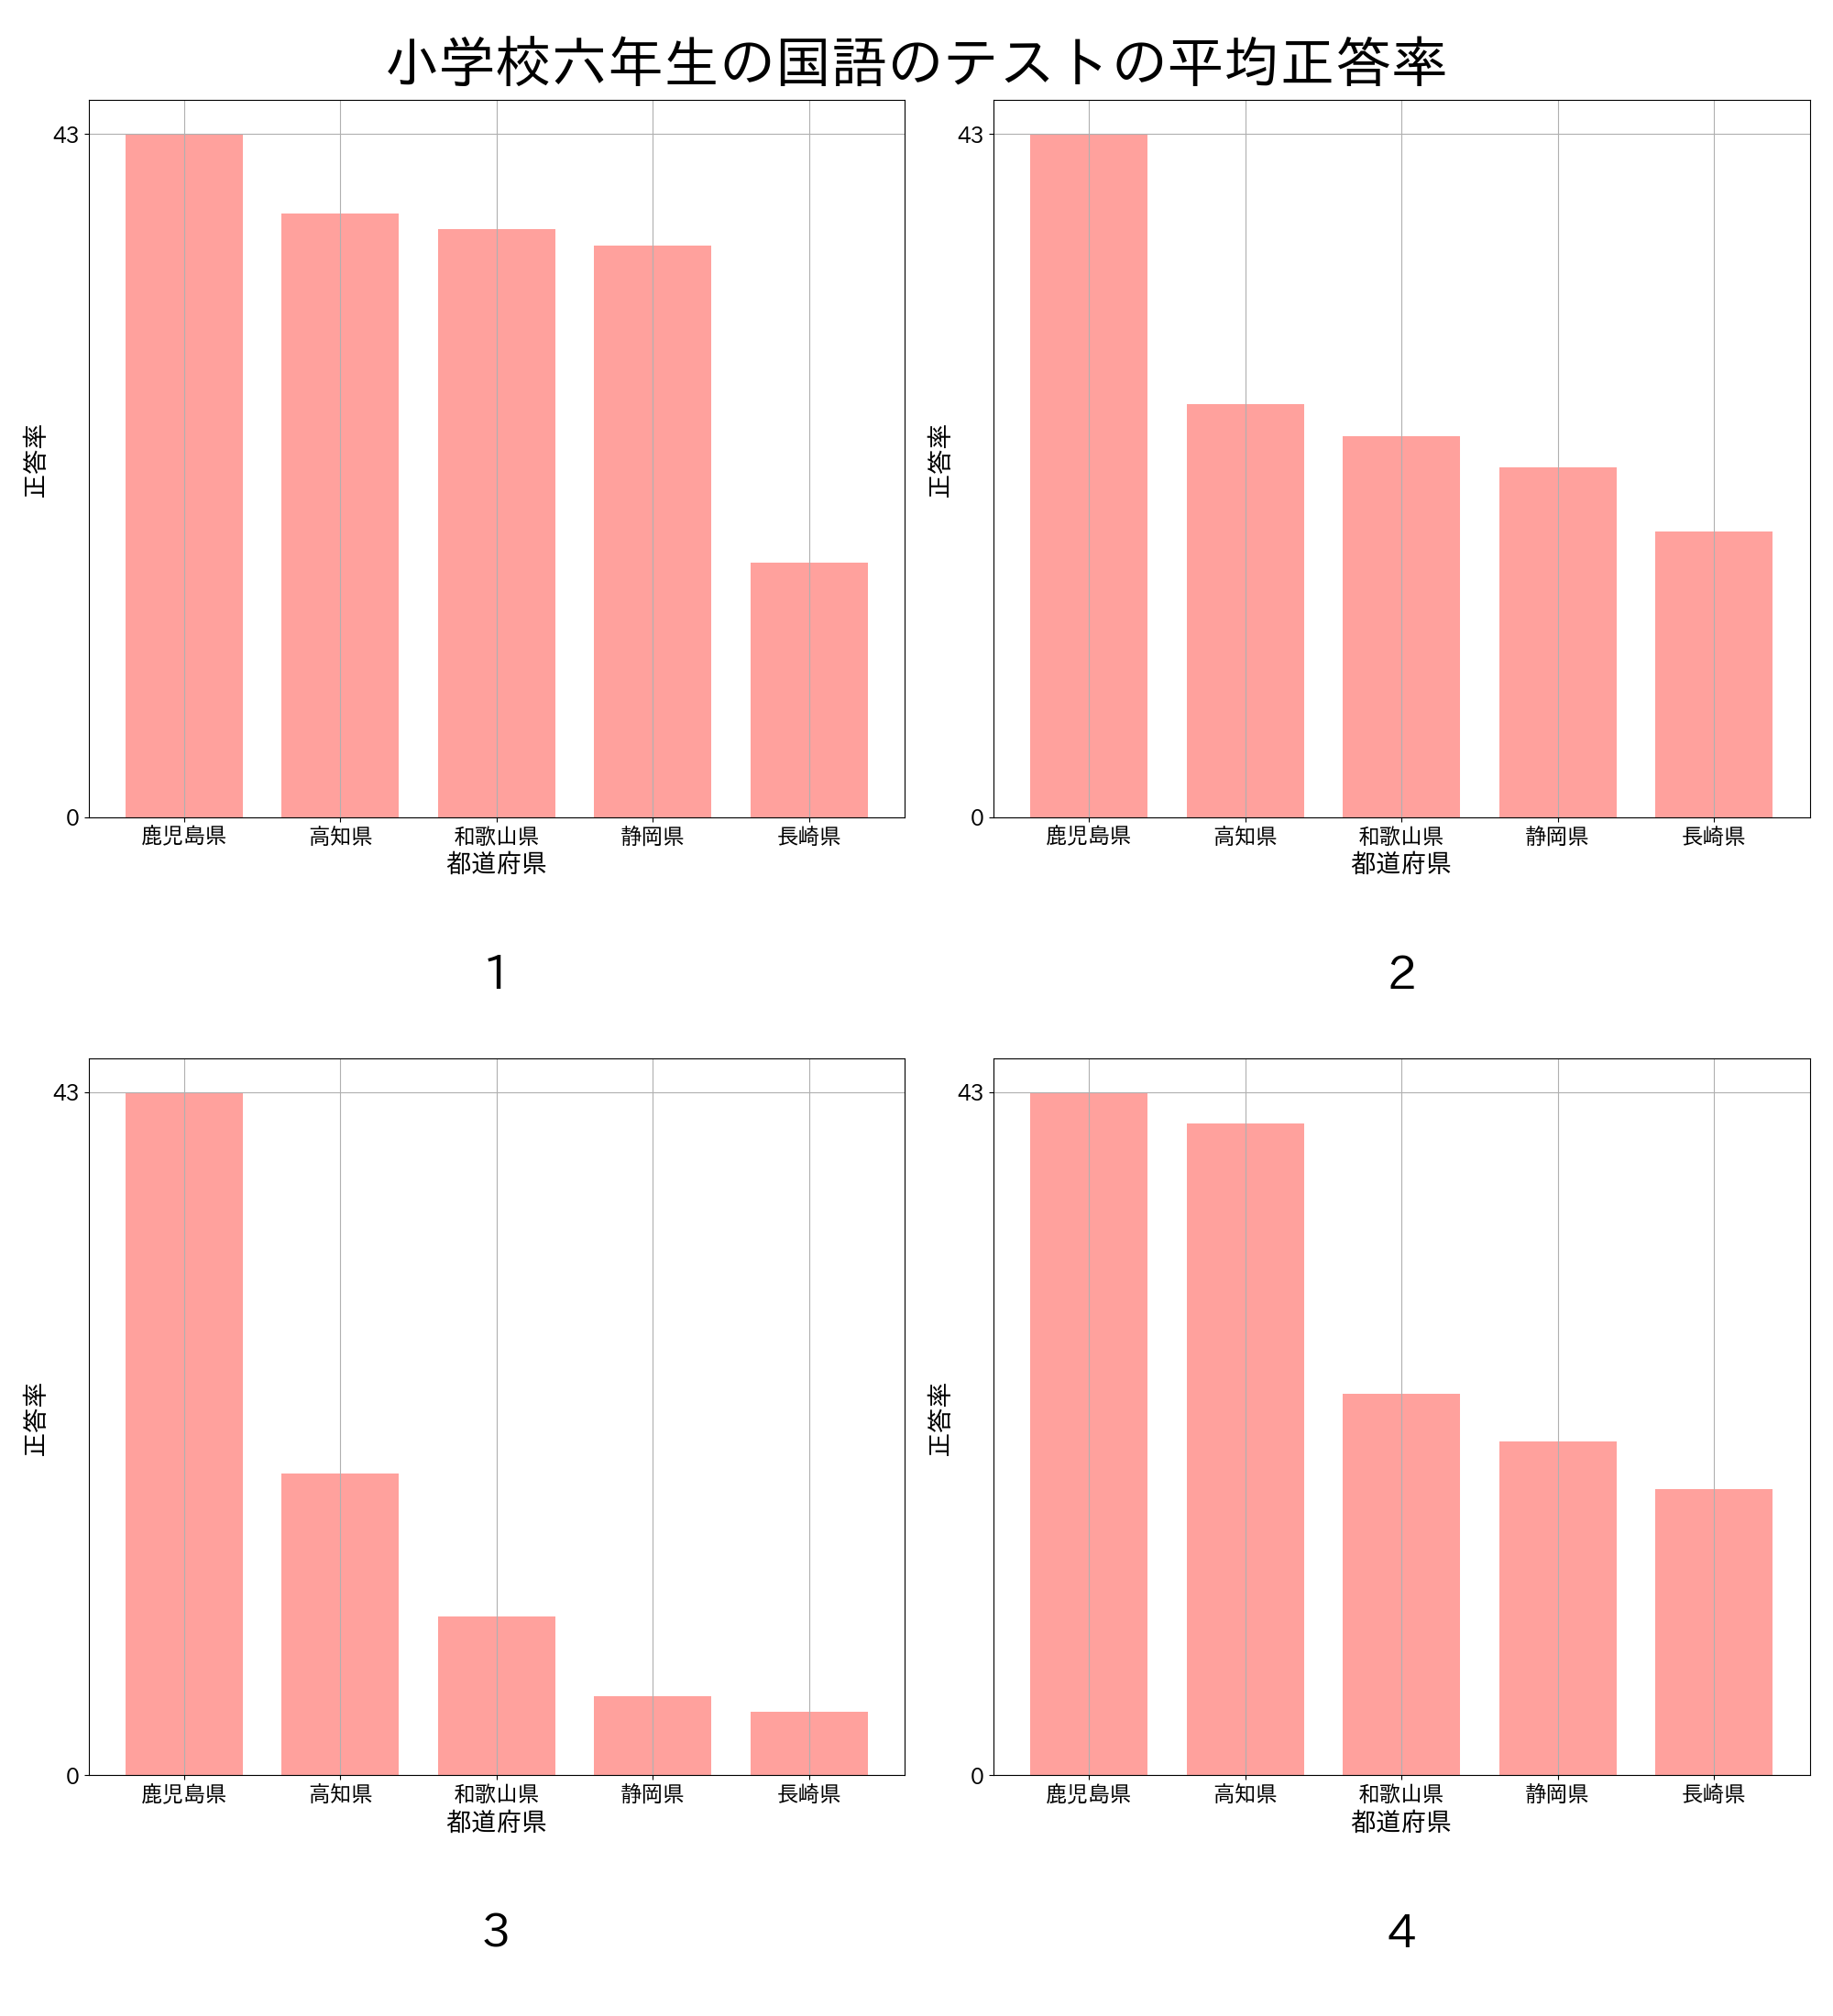 小学校六年生の国語のテストの平均正答率
43
正答率
0
鹿児島県 高知県 和歌山県 静岡県 長崎県
都道府県
1
43
正答率
0
鹿児島県 高知県 和歌山県 静岡県 長崎県
都道府県
2
43
正答率
0
鹿児島県 高知県 和歌山県 静岡県 長崎県
都道府県
3
43
正答率
0
鹿児島県 高知県 和歌山県 静岡県 長崎県
都道府県
4